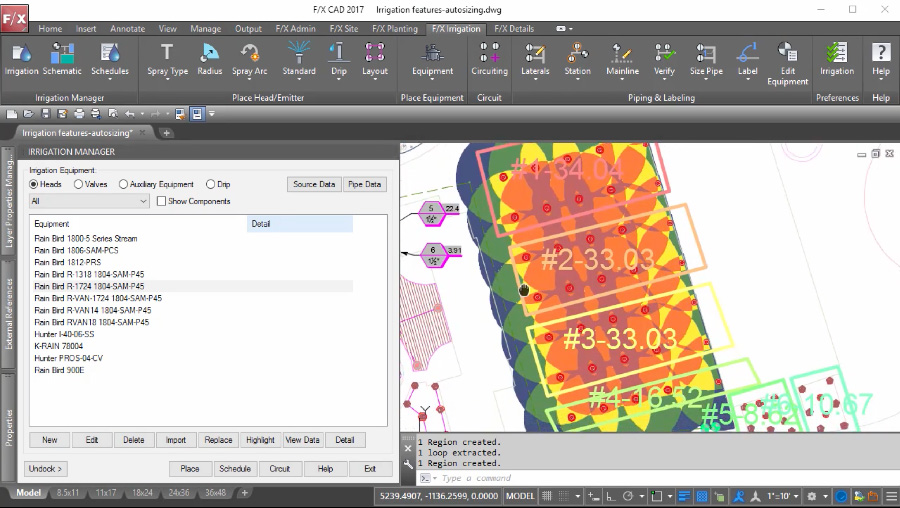 F/X
F/X CAD 2017 Irrigation features-autosizing.dwg
Home Insert Annotate View Manage Output F/X Admin F/X Site F/X Planting F/X Irrigation F/X Details
Irrigation Schematic Schedules Spray Type Radius Spray Arc Standard Drip Layout Equipment Circuiting Laterals Station Mainline Verify Size Pipe Label Edit Equipment Irrigation Help
Irrigation Manager Place Head/Emitter Place Equipment Circuit Piping & Labeling Preferences Help
Irrigation features-autosizing*
IRRIGATION MANAGER
Irrigation Equipment:
Heads Valves Auxiliary Equipment Drip Source Data Pipe Data
All Show Components
Equipment Detail
Rain Bird 1800-5 Series Stream
Rain Bird 1806-SAM-PCS
Rain Bird 1812-PRS
Rain Bird R-1318 1804-SAM-P45
Rain Bird R-1724 1804-SAM-P45
Rain Bird R-VAN-1724 1804-SAM-P45
Rain Bird R-VAN14 1804-SAM-P45
Rain Bird RVAN18 1804-SAM-P45
Hunter I-40-06-SS
K-RAIN 78004
Hunter PROS-04-CV
Rain Bird 900E
New Edit Delete Import Replace Highlight View Data Detail
Undock > Place Schedule Circuit Help Exit
Layer Properties Manag...
External References
Properties
#1-34.04
5 22.4
1½"
6 3.91
#2-33.03
#3-33.03
#4-16.52
Y
1 Region created.
1 loop extracted.
1 Region created.
Type a command
Model 8.5x11 11x17 18x24 24x36 36x48
5239.4907, -1136.2599, 0.0000 MODEL 1"=10'